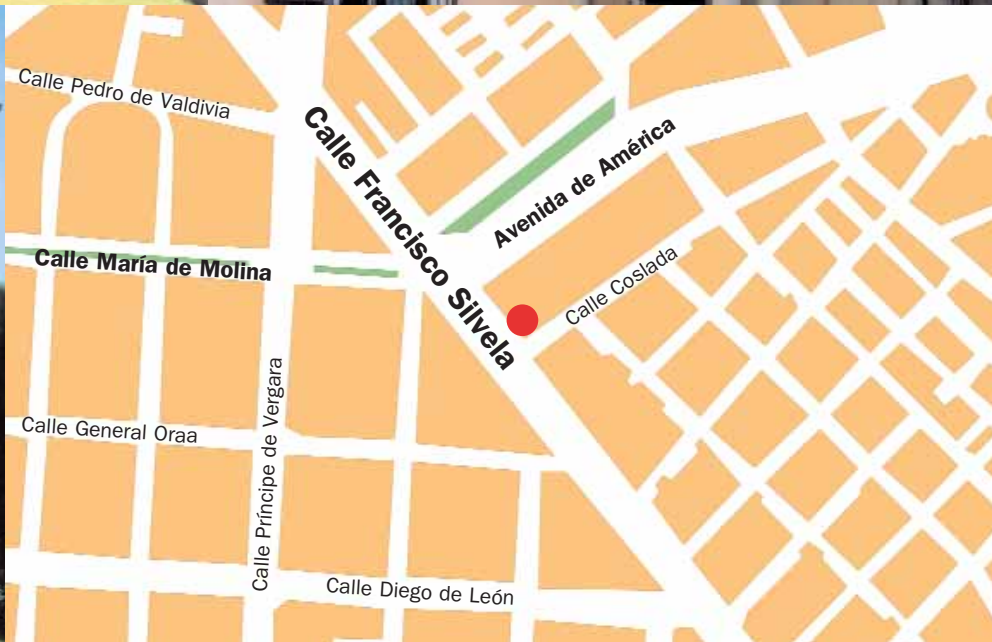 Calle Pedro de Valdivia
Calle Francisco Silvela
Avenida de América
Calle María de Molina
Calle Coslada
Calle Príncipe de Vergara
Calle General Oraa
Calle Diego de León